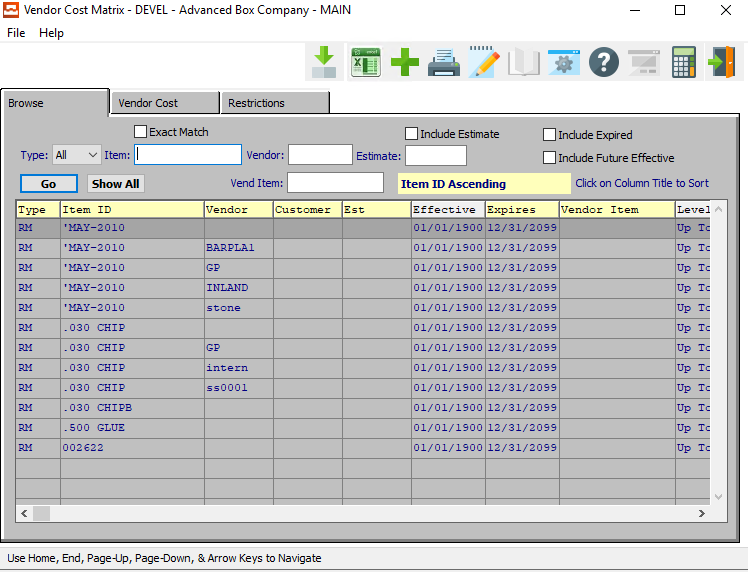 Vendor Cost Matrix - DEVEL - Advanced Box Company - MAIN
File Help
Browse Vendor Cost Restrictions
Exact Match Include Estimate Include Expired
Type: All Item: Vendor: Estimate: Include Future Effective
Go Show All Vend Item: Item ID Ascending Click on Column Title to Sort
Type Item ID Vendor Customer Est Effective Expires Vendor Item Level
RM 'MAY-2010 01/01/1900 12/31/2099 Up To
RM 'MAY-2010 BARPLA1 01/01/1900 12/31/2099 Up To
RM 'MAY-2010 GP 01/01/1900 12/31/2099 Up To
RM 'MAY-2010 INLAND 01/01/1900 12/31/2099 Up To
RM 'MAY-2010 stone 01/01/1900 12/31/2099 Up To
RM .030 CHIP 01/01/1900 12/31/2099 Up To
RM .030 CHIP GP 01/01/1900 12/31/2099 Up To
RM .030 CHIP intern 01/01/1900 12/31/2099 Up To
RM .030 CHIP ss0001 01/01/1900 12/31/2099 Up To
RM .030 CHIPB 01/01/1900 12/31/2099 Up To
RM .500 GLUE 01/01/1900 12/31/2099 Up To
RM 002622 01/01/1900 12/31/2099 Up To
Use Home, End, Page-Up, Page-Down, & Arrow Keys to Navigate